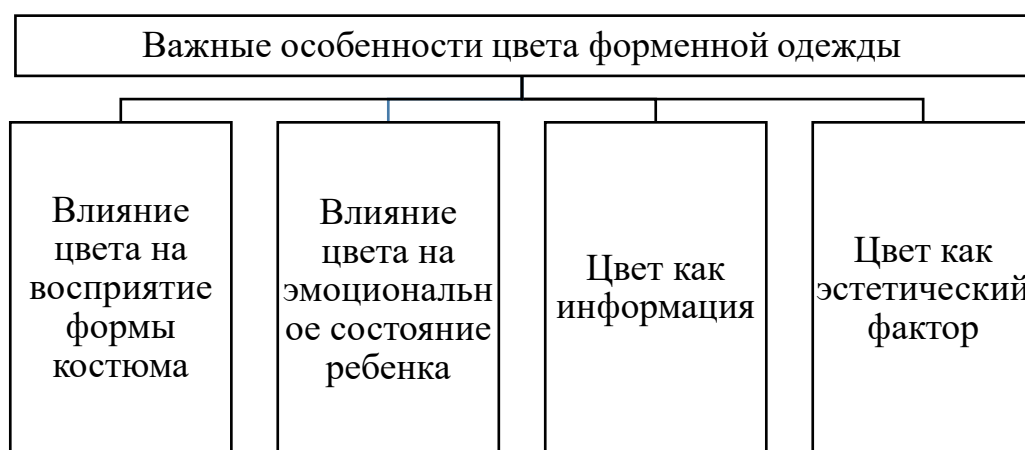 Важные особенности цвета форменной одежды
Влияние
цвета на
восприятие
формы
костюма
Влияние
цвета на
эмоциональн
ое состояние
ребенка
Цвет как
информация
Цвет как
эстетический
фактор